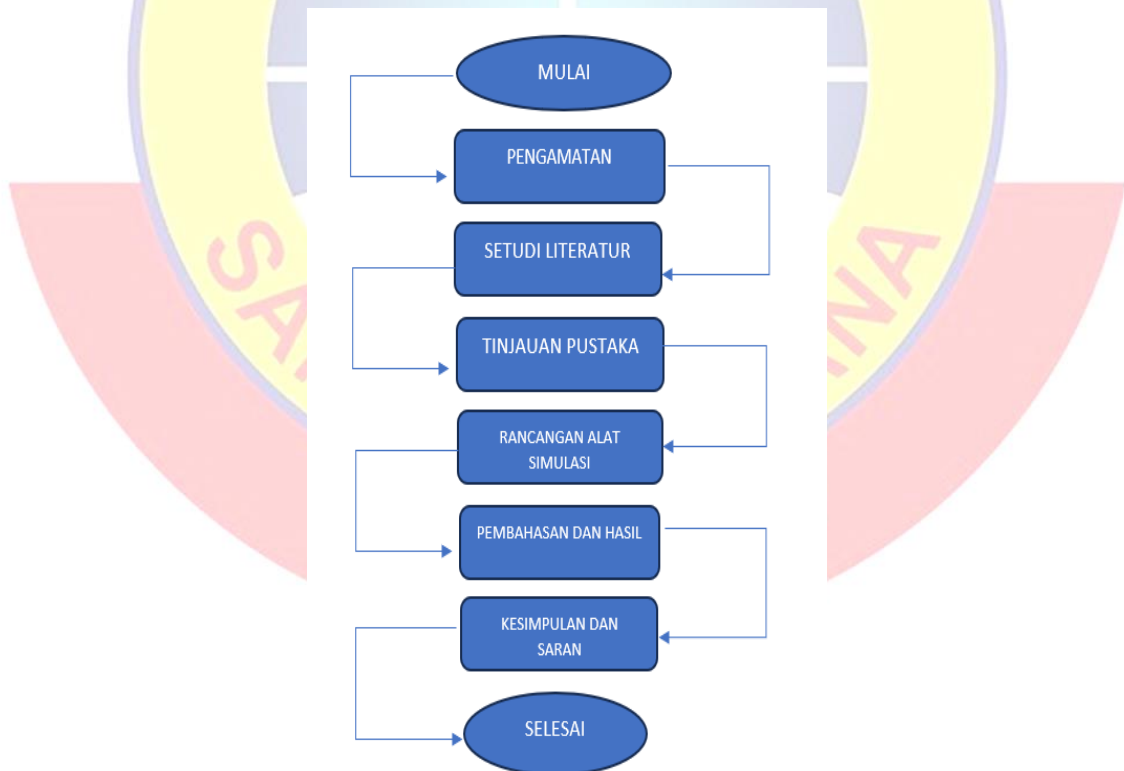 MULAI
PENGAMATAN
SETUDI LITERATUR
TINJAUAN PUSTAKA
RANCANGAN ALAT
SIMULASI
PEMBAHASAN DAN HASIL
KESIMPULAN DAN
SARAN
SELESAI